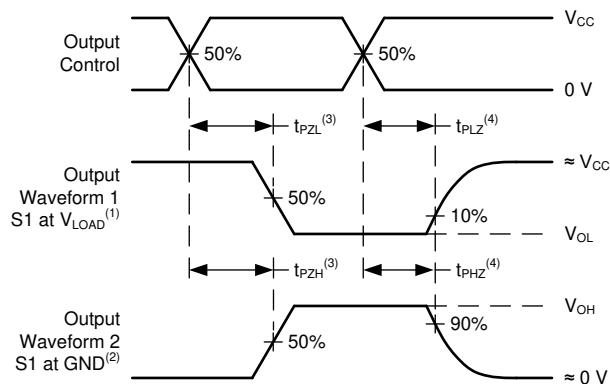 V_CC
Output
Control
50%
50%
0 V
t_PZL^(3)
t_PLZ^(4)
≈ V_CC
Output
Waveform 1
S1 at V_LOAD^(1)
50%
10%
V_OL
t_PZH^(3)
t_PHZ^(4)
V_OH
Output
Waveform 2
S1 at GND^(2)
50%
90%
≈ 0 V